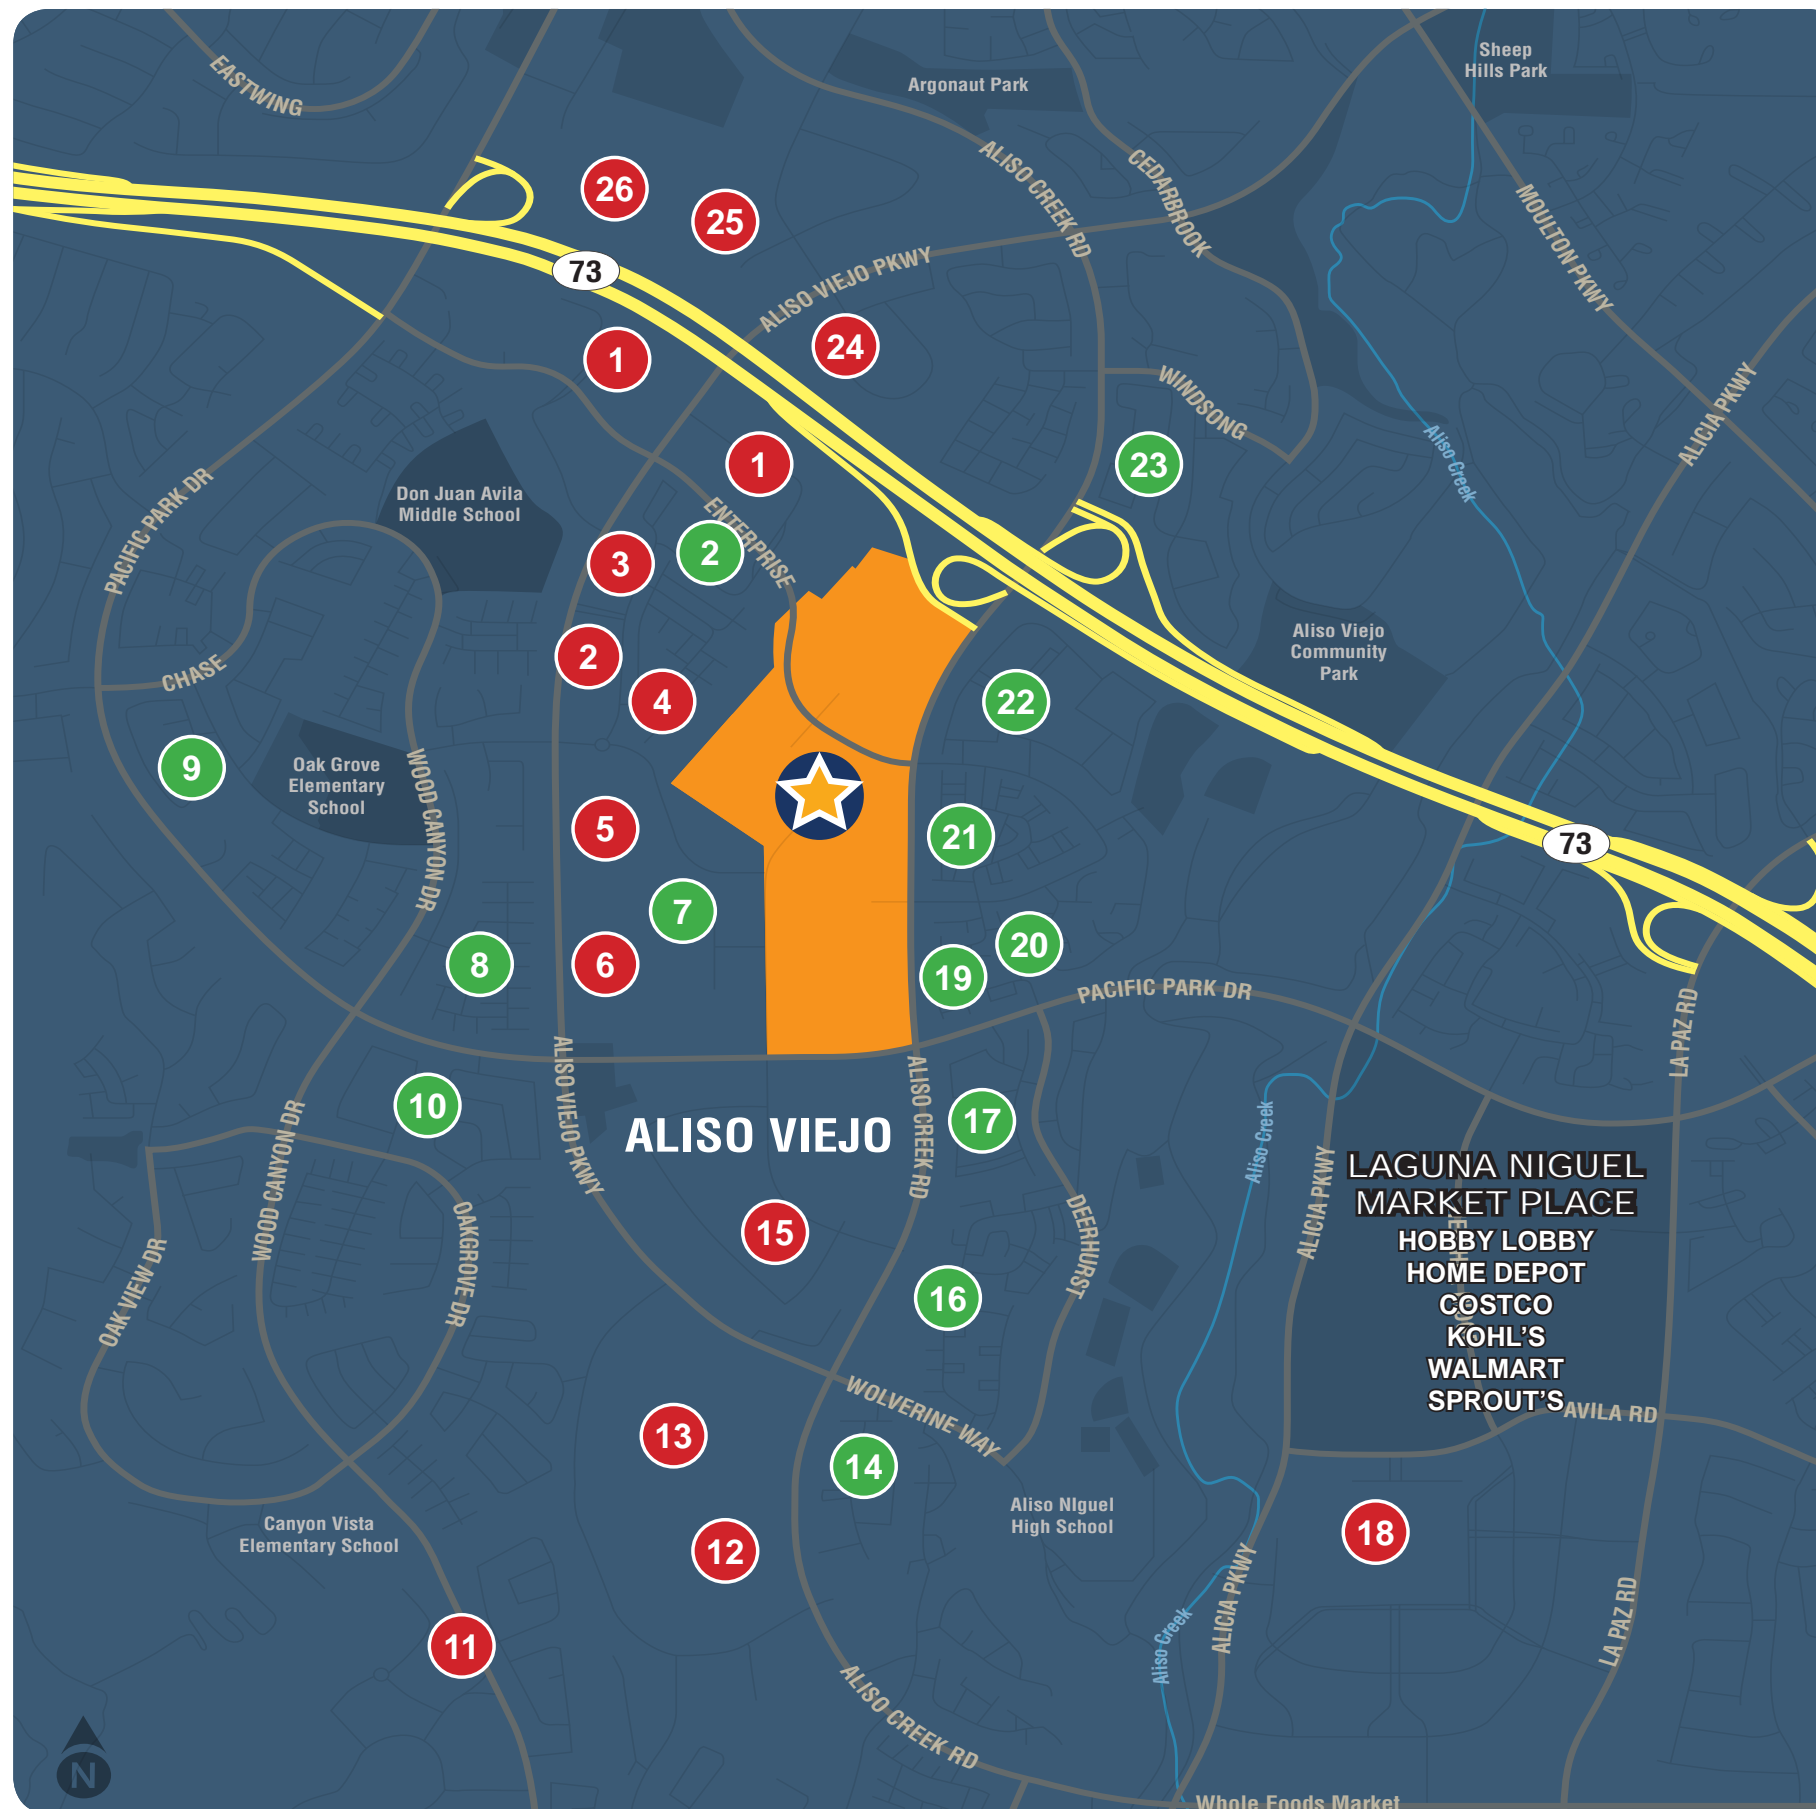 Sheep
Hills Park
Argonaut Park
EASTWING
ALISO CREEK RD
CEDARBROOK
MOULTON PKWY
26
25
73
ALISO VIEJO PKWY
24
1
WINDSONG
ALICIA PKWY
Aliso Creek
1
23
PACIFIC PARK DR
Don Juan Avila
Middle School
ENTERPRISE
3
2
Aliso Viejo
Community
Park
2
CHASE
4
22
9
Oak Grove
Elementary
School
WOOD CANYON DR
5
21
73
7
8
6
19
20
PACIFIC PARK DR
LA PAZ RD
ALISO VIEJO PKWY
ALISO CREEK RD
10
17
ALISO VIEJO
Aliso Creek
WOOD CANYON DR
ALICIA PKWY
LAGUNA NIGUEL
MARKET PLACE
HOBBY LOBBY
HOME DEPOT
COSTCO
KOHL'S
WALMART
SPROUT'S
OAKGROVE DR
OAK VIEW DR
15
DEERHURST
16
AVILA RD
WOLVERINE WAY
13
14
Aliso NIguel
High School
18
Canyon Vista
Elementary School
12
ALICIA PKWY
Aliso Creek
LA PAZ RD
11
ALISO CREEK RD
N
Whole Foods Market